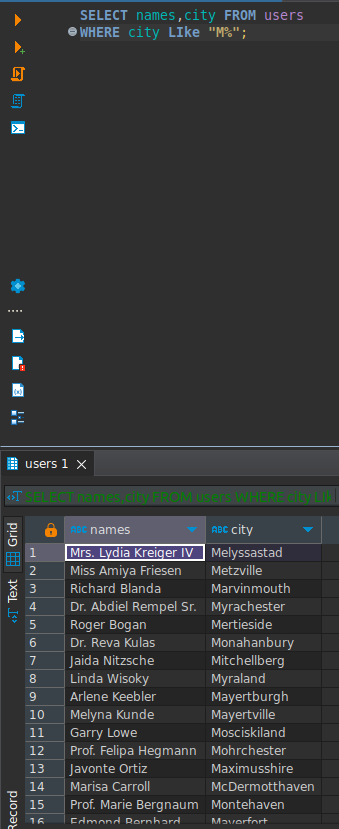 SELECT names,city FROM users
WHERE city LIke "M%";
users 1
SELECT names,city FROM users WHERE city LIk
Grid
Text
Record
ABC names ABC city
1 Mrs. Lydia Kreiger IV Melyssastad
2 Miss Amiya Friesen Metzville
3 Richard Blanda Marvinmouth
4 Dr. Abdiel Rempel Sr. Myrachester
5 Roger Bogan Mertieside
6 Dr. Reva Kulas Monahanbury
7 Jaida Nitzsche Mitchellberg
8 Linda Wisoky Myraland
9 Arlene Keebler Mayertburgh
10 Melyna Kunde Mayertville
11 Garry Lowe Mosciskiland
12 Prof. Felipa Hegmann Mohrchester
13 Javonte Ortiz Maximusshire
14 Marisa Carroll McDermotthaven
15 Prof. Marie Bergnaum Montehaven
16 Edmond Bernhard Mayerfort